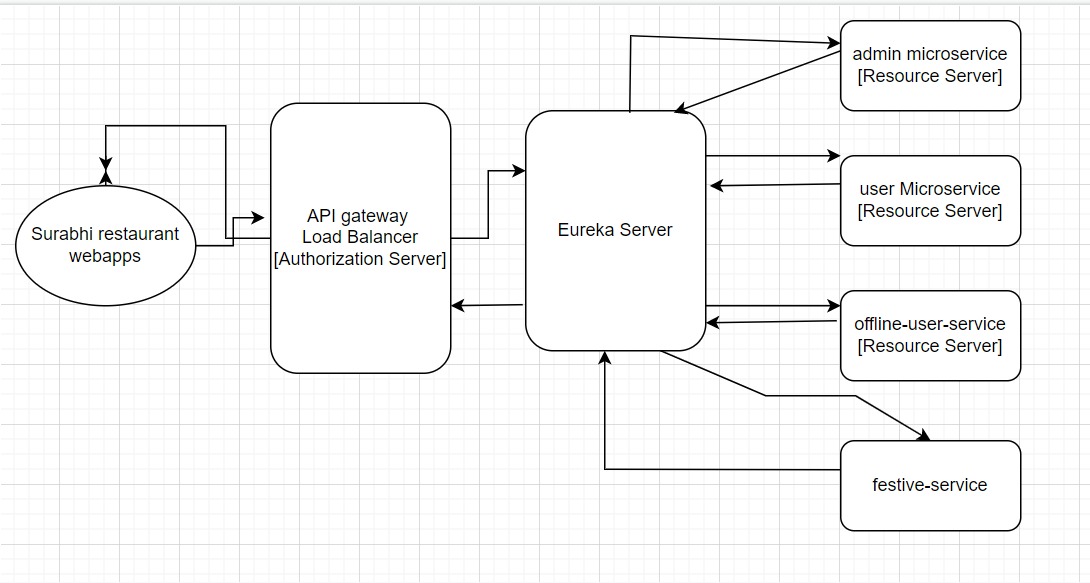 Surabhi restaurant
webapps
API gateway
Load Balancer
[Authorization Server]
Eureka Server
admin microservice
[Resource Server]
user Microservice
[Resource Server]
offline-user-service
[Resource Server]
festive-service